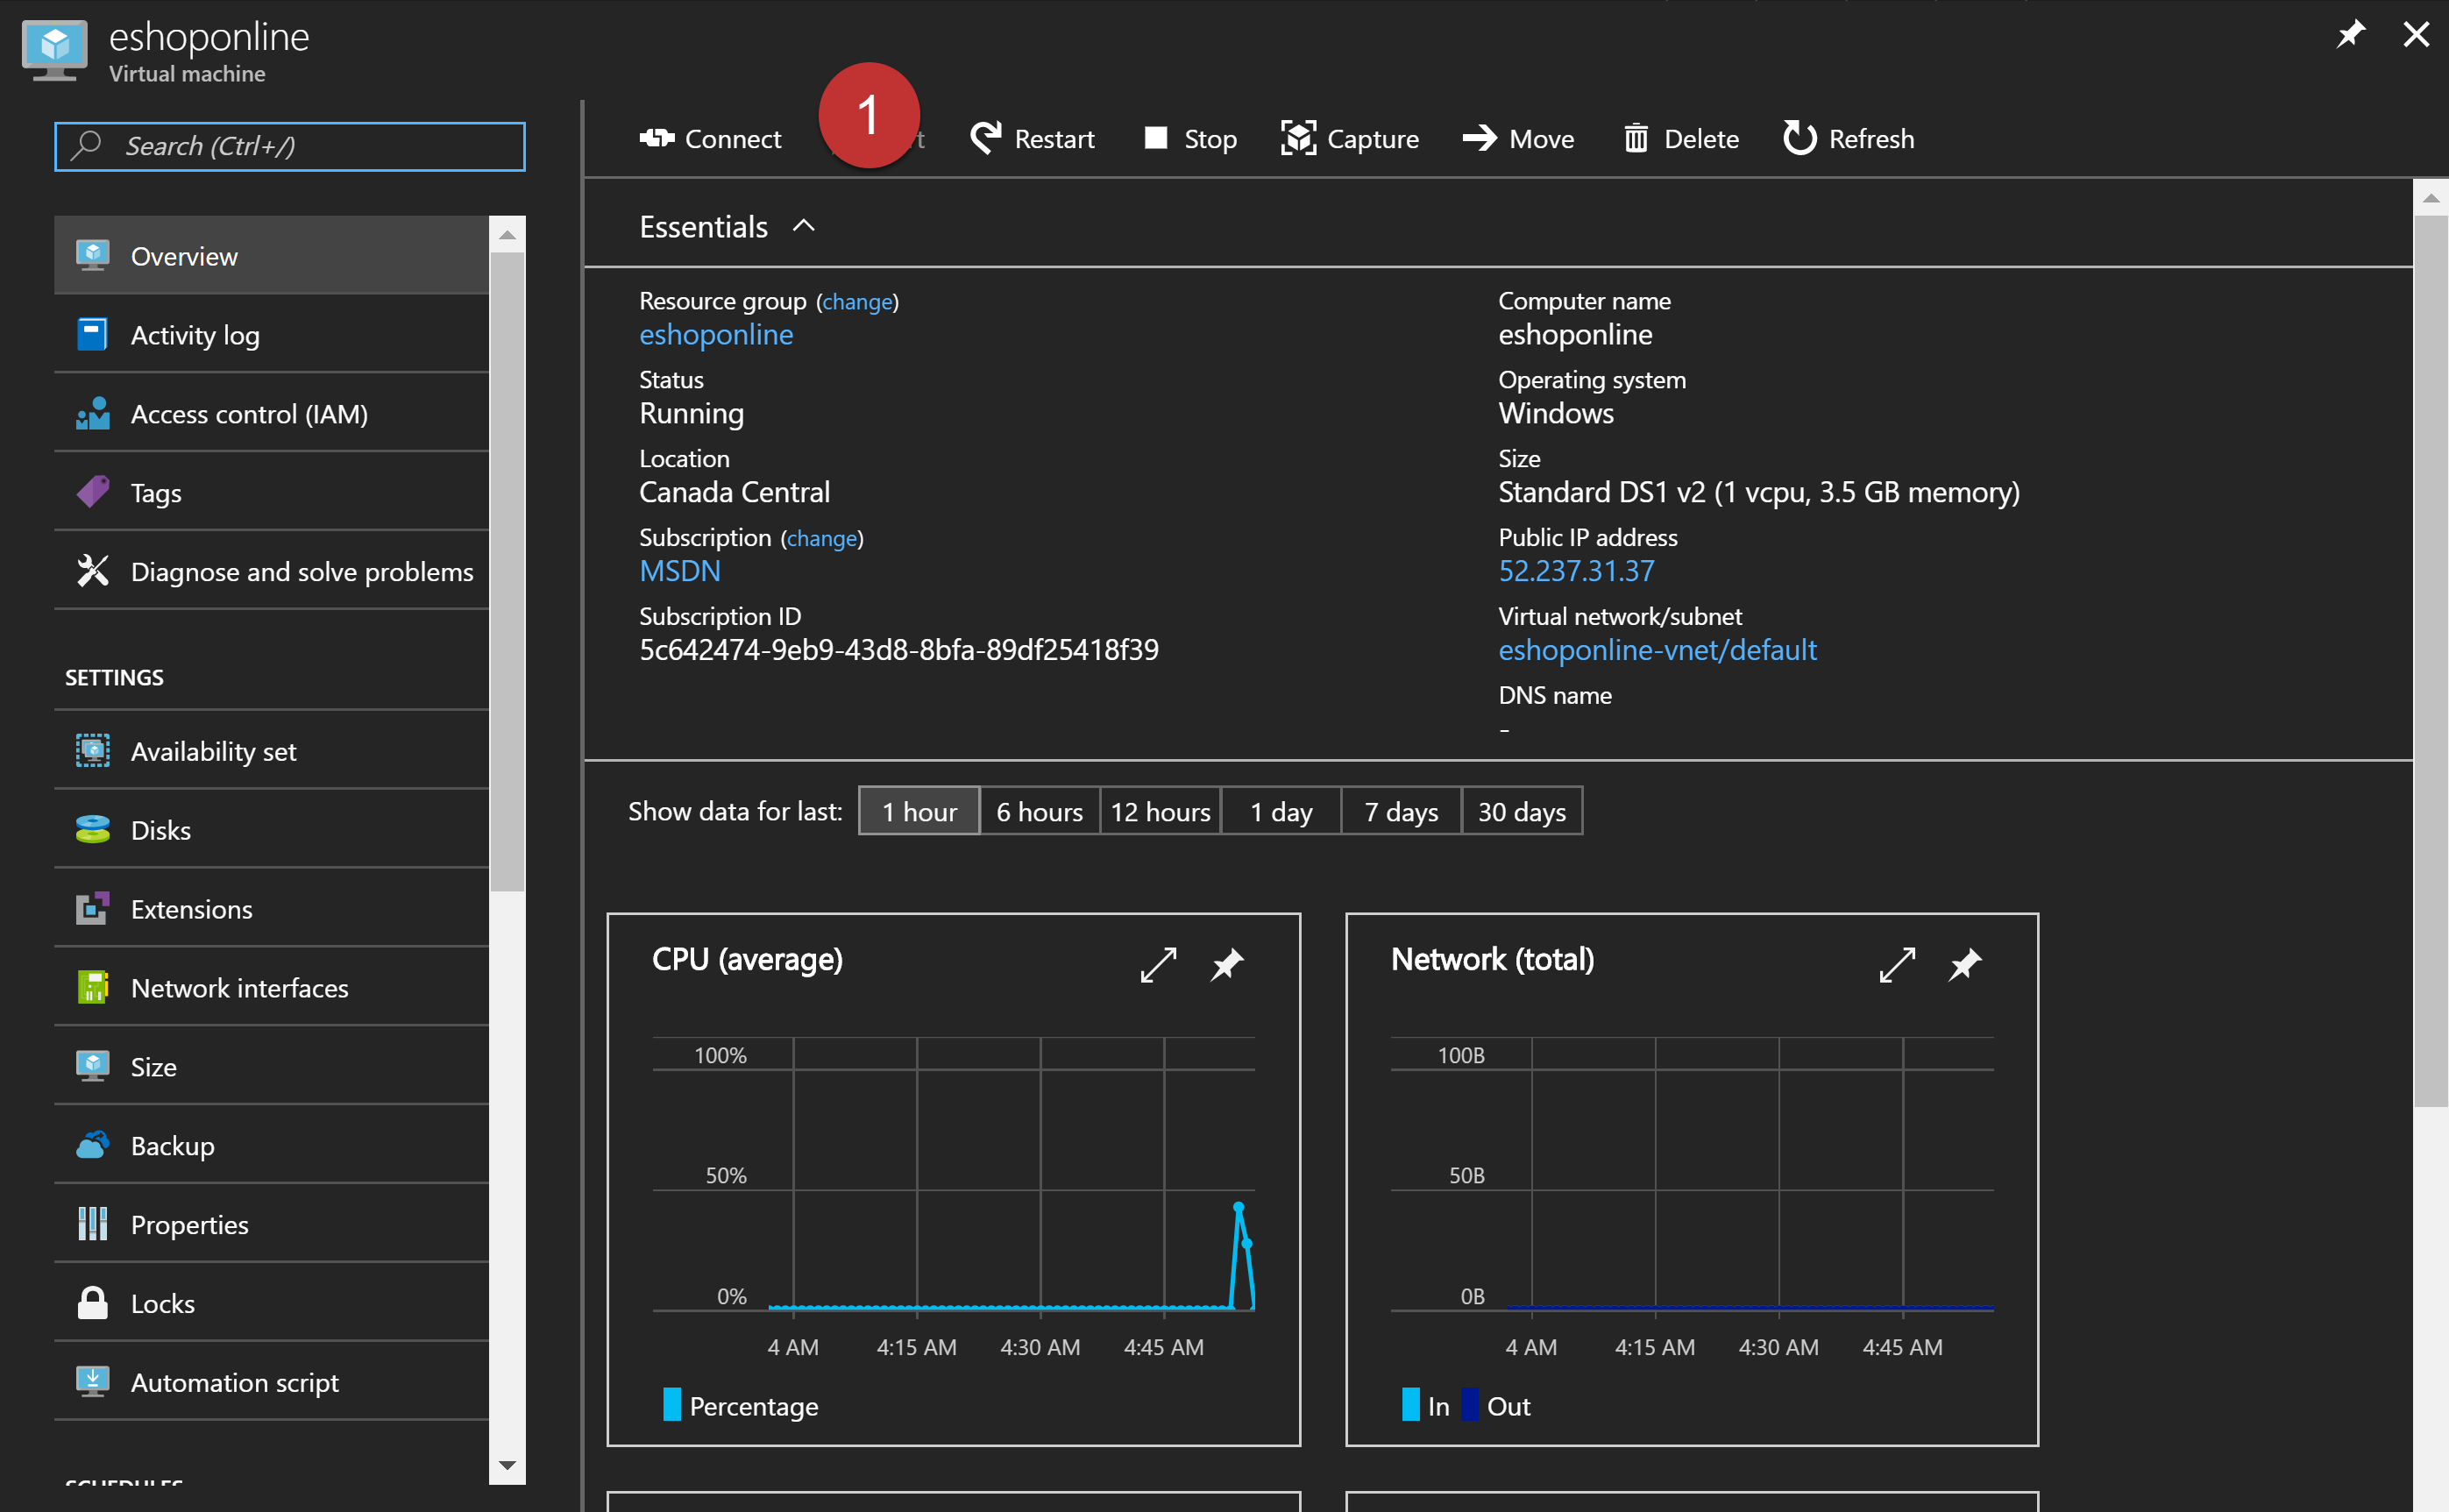 eshoponline
Virtual machine
Search (Ctrl+/)
Overview
Activity log
Access control (IAM)
Tags
Diagnose and solve problems
SETTINGS
Availability set
Disks
Extensions
Network interfaces
Size
Backup
Properties
Locks
Automation script
SCHEDULES
Connect 1 Restart Stop Capture Move Delete Refresh
Essentials
Resource group (change)
eshoponline
Status
Running
Location
Canada Central
Subscription (change)
MSDN
Subscription ID
5c642474-9eb9-43d8-8bfa-89df25418f39
Computer name
eshoponline
Operating system
Windows
Size
Standard DS1 v2 (1 vcpu, 3.5 GB memory)
Public IP address
52.237.31.37
Virtual network/subnet
eshoponline-vnet/default
DNS name
-
Show data for last: 1 hour 6 hours 12 hours 1 day 7 days 30 days
CPU (average)
100%
50%
0%
4 AM 4:15 AM 4:30 AM 4:45 AM
Percentage
Network (total)
100B
50B
0B
4 AM 4:15 AM 4:30 AM 4:45 AM
In Out